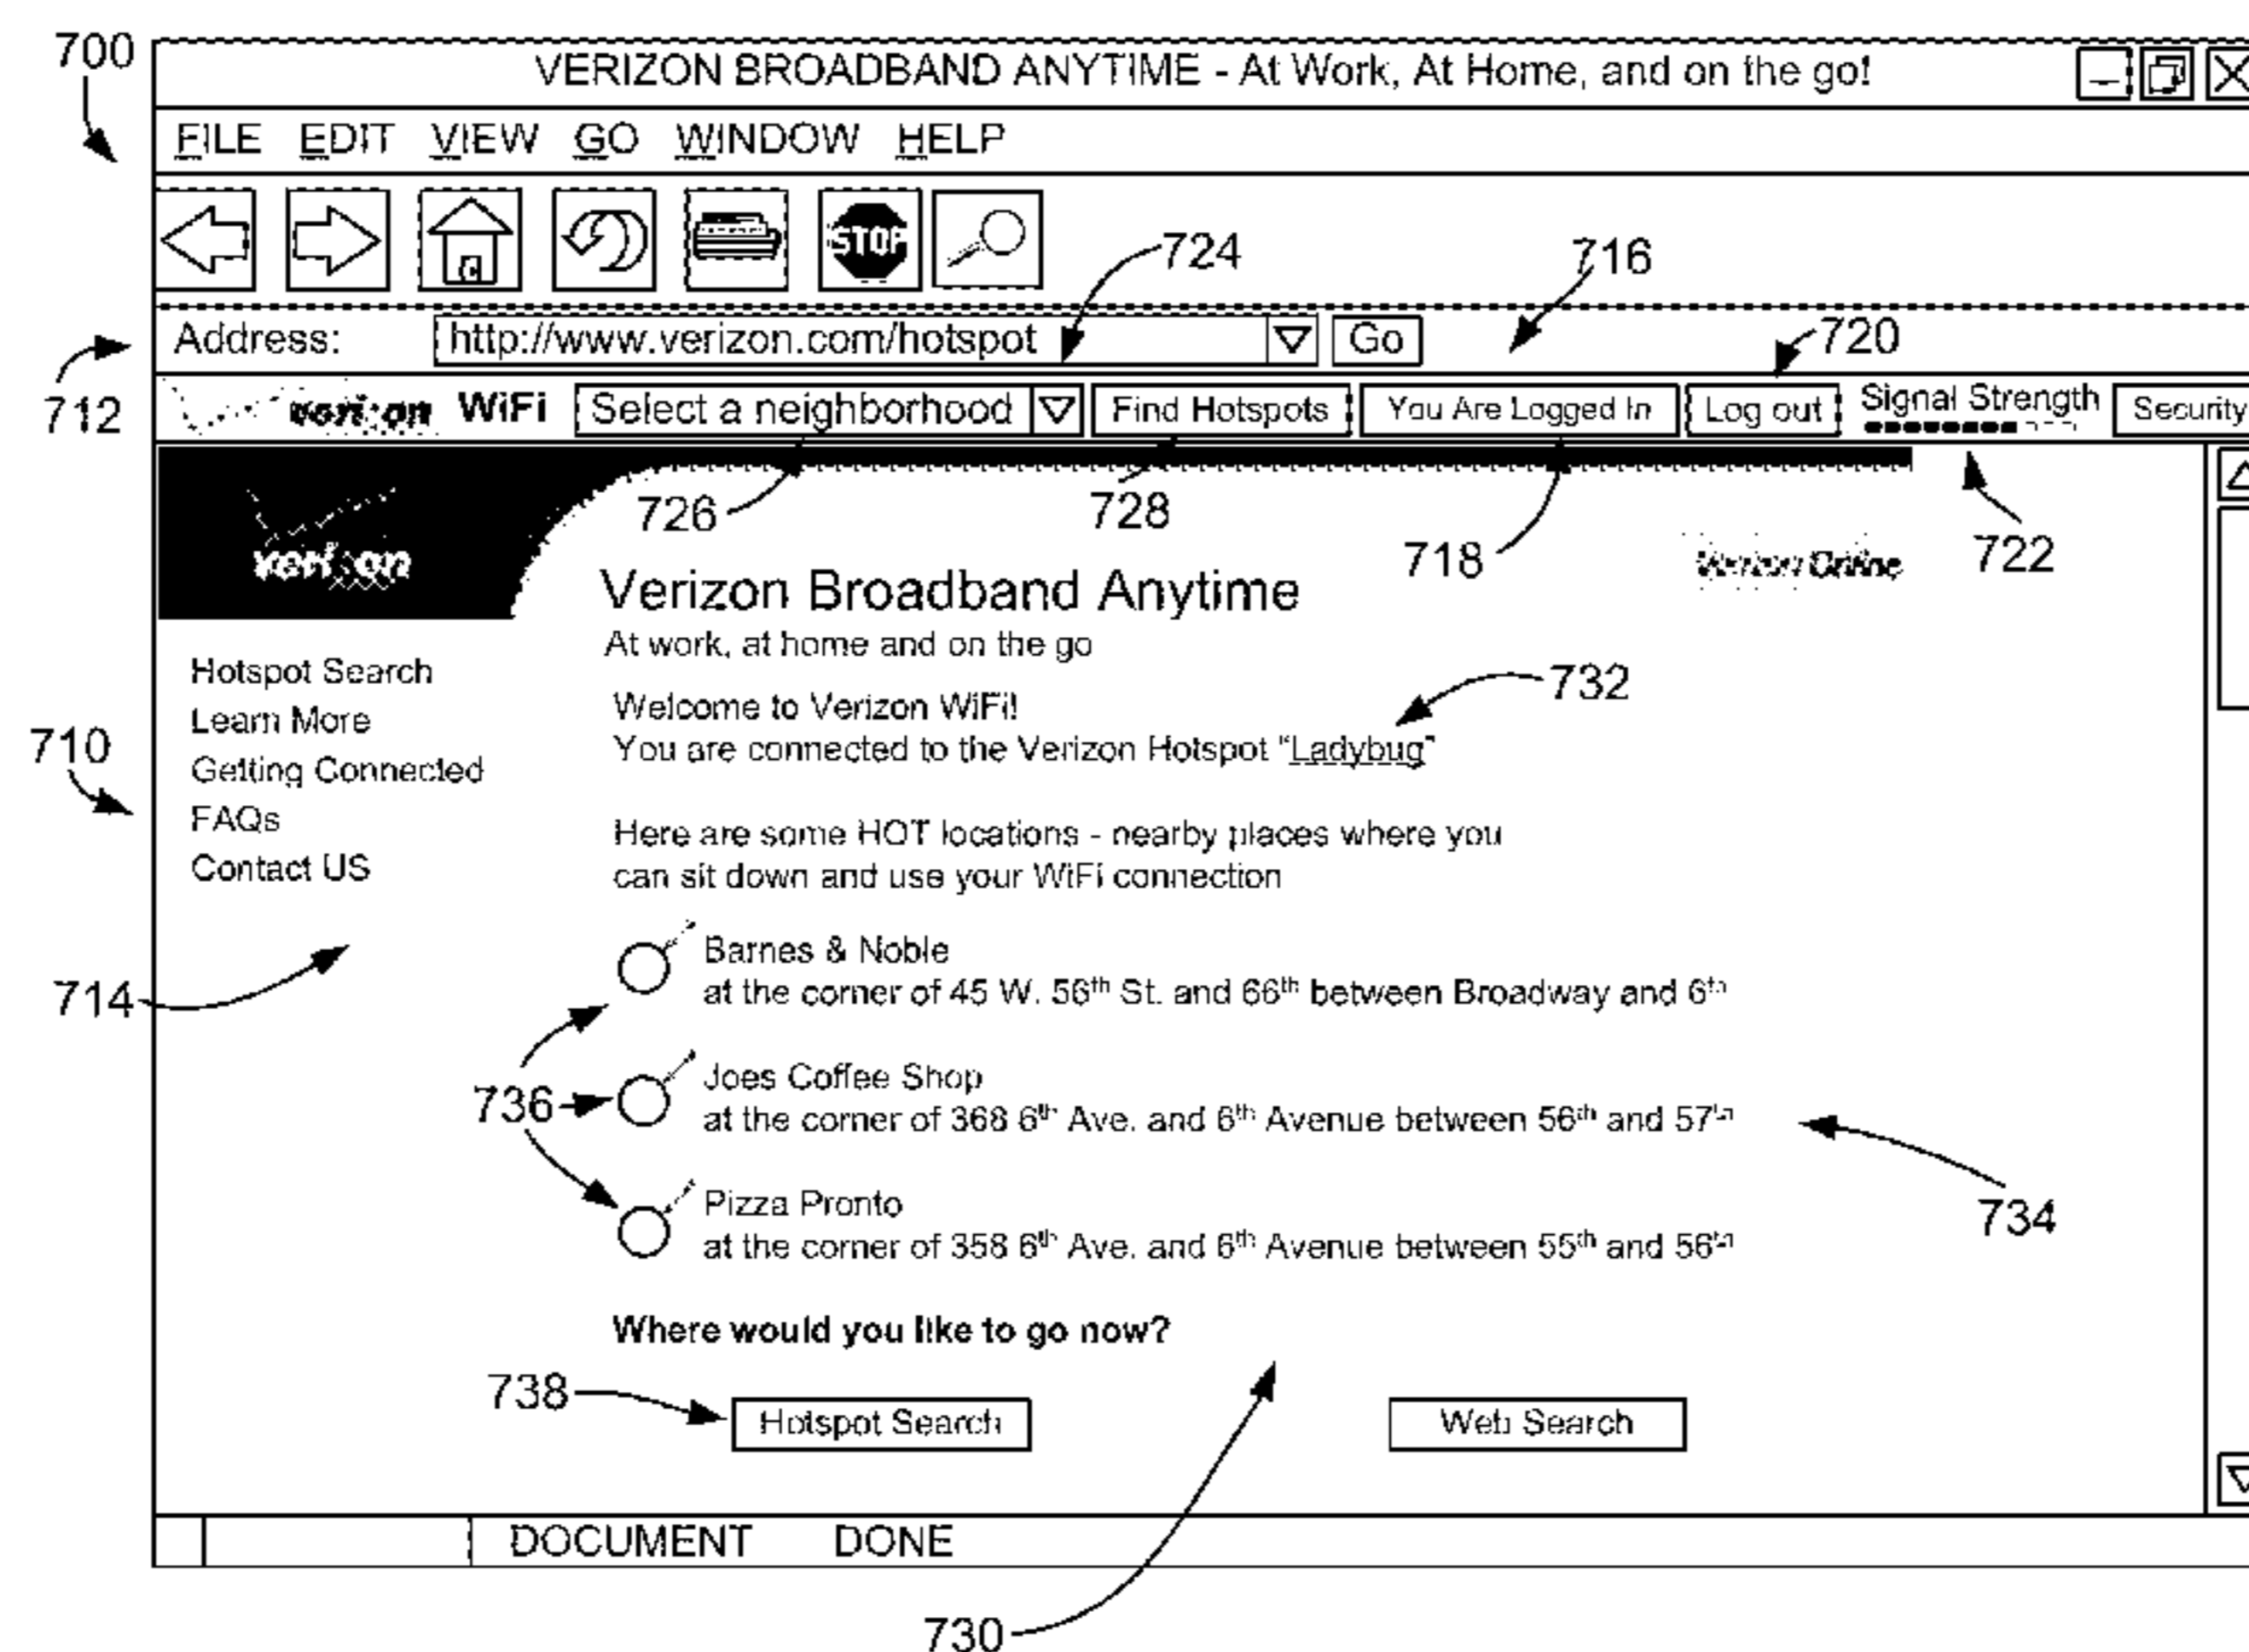 700
VERIZON BROADBAND ANYTIME - At Work, At Home, and on the go!
FILE EDIT VIEW GO WINDOW HELP
STOP
724
716
Address: http://www.verizon.com/hotspot Go
720
712
verizon WiFi Select a neighborhood Find Hotspots You Are Logged In Log out Signal Strength Security
726
728
718
722
verizon
Verizon Online
Verizon Broadband Anytime
At work, at home and on the go
Hotspot Search
Learn More
Getting Connected
FAQs
Contact US
710
714
732
Welcome to Verizon WiFi!
You are connected to the Verizon Hotspot "Ladybug"
Here are some HOT locations - nearby places where you
can sit down and use your WiFi connection
Barnes & Noble
at the corner of 45 W. 56th St. and 66th between Broadway and 6th
736
Joes Coffee Shop
at the corner of 368 6th Ave. and 6th Avenue between 56th and 57th
734
Pizza Pronto
at the corner of 358 6th Ave. and 6th Avenue between 55th and 56th
Where would you like to go now?
738
Hotspot Search Web Search
DOCUMENT DONE
730